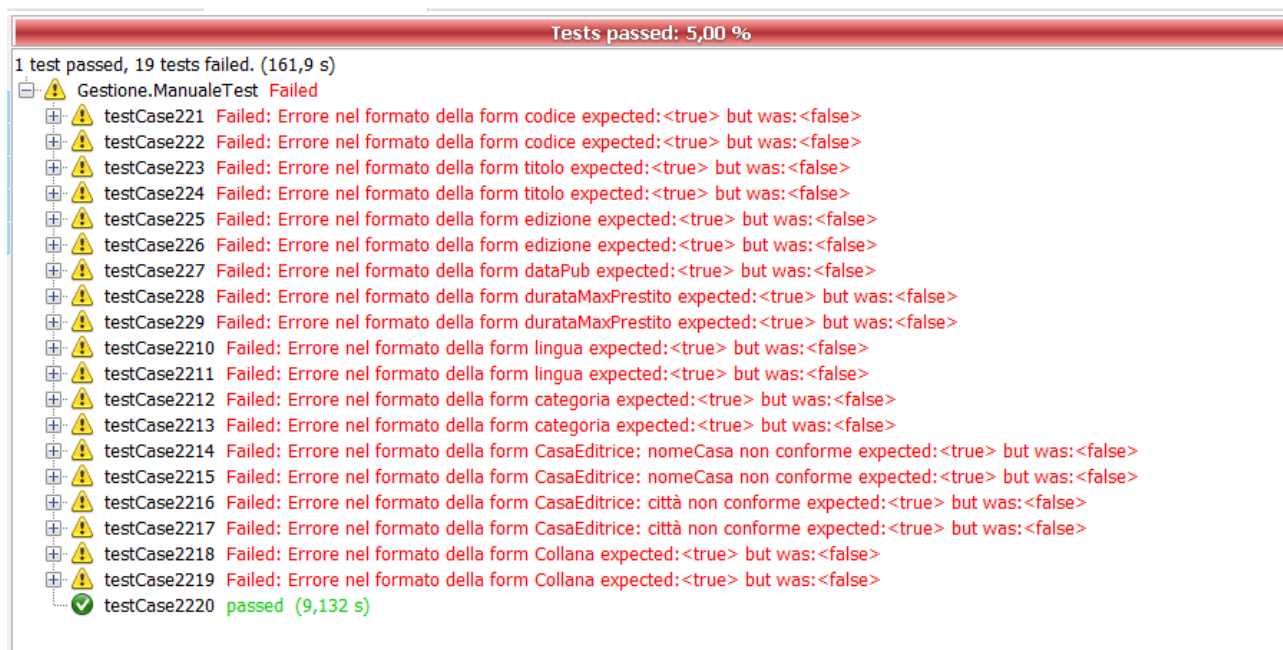 Tests passed: 5,00 %
1 test passed, 19 tests failed. (161,9 s)
Gestione.ManualeTest Failed
testCase221 Failed: Errore nel formato della form codice expected:<true> but was:<false>
testCase222 Failed: Errore nel formato della form codice expected:<true> but was:<false>
testCase223 Failed: Errore nel formato della form titolo expected:<true> but was:<false>
testCase224 Failed: Errore nel formato della form titolo expected:<true> but was:<false>
testCase225 Failed: Errore nel formato della form edizione expected:<true> but was:<false>
testCase226 Failed: Errore nel formato della form edizione expected:<true> but was:<false>
testCase227 Failed: Errore nel formato della form dataPub expected:<true> but was:<false>
testCase228 Failed: Errore nel formato della form durataMaxPrestito expected:<true> but was:<false>
testCase229 Failed: Errore nel formato della form durataMaxPrestito expected:<true> but was:<false>
testCase2210 Failed: Errore nel formato della form lingua expected:<true> but was:<false>
testCase2211 Failed: Errore nel formato della form lingua expected:<true> but was:<false>
testCase2212 Failed: Errore nel formato della form categoria expected:<true> but was:<false>
testCase2213 Failed: Errore nel formato della form categoria expected:<true> but was:<false>
testCase2214 Failed: Errore nel formato della form CasaEditrice: nomeCasa non conforme expected:<true> but was:<false>
testCase2215 Failed: Errore nel formato della form CasaEditrice: nomeCasa non conforme expected:<true> but was:<false>
testCase2216 Failed: Errore nel formato della form CasaEditrice: città non conforme expected:<true> but was:<false>
testCase2217 Failed: Errore nel formato della form CasaEditrice: città non conforme expected:<true> but was:<false>
testCase2218 Failed: Errore nel formato della form Collana expected:<true> but was:<false>
testCase2219 Failed: Errore nel formato della form Collana expected:<true> but was:<false>
testCase2220 passed (9,132 s)